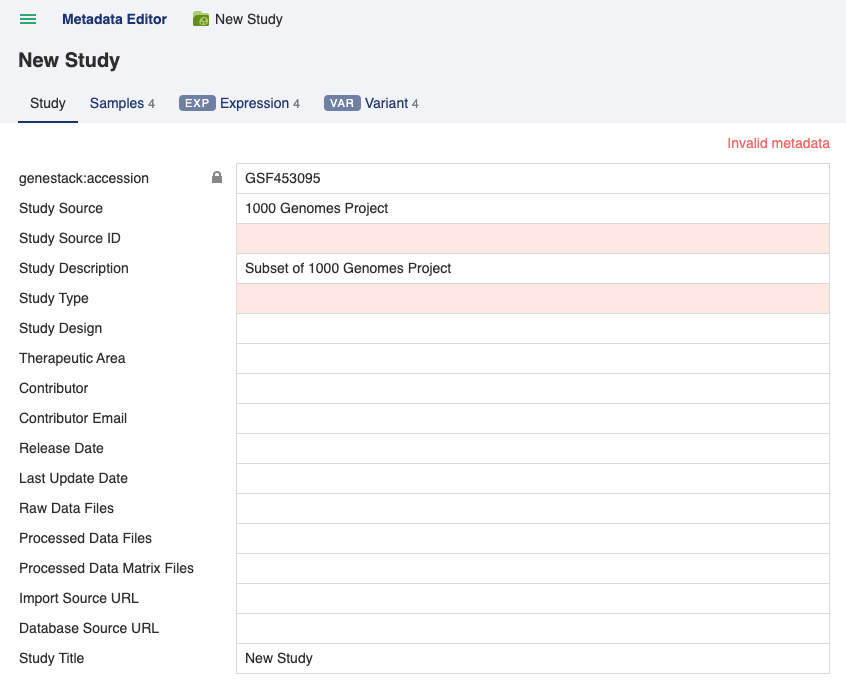 Metadata Editor New Study
New Study
Study Samples 4 EXP Expression 4 VAR Variant 4
Invalid metadata
genestack:accession GSF453095
Study Source 1000 Genomes Project
Study Source ID
Study Description Subset of 1000 Genomes Project
Study Type
Study Design
Therapeutic Area
Contributor
Contributor Email
Release Date
Last Update Date
Raw Data Files
Processed Data Files
Processed Data Matrix Files
Import Source URL
Database Source URL
Study Title New Study